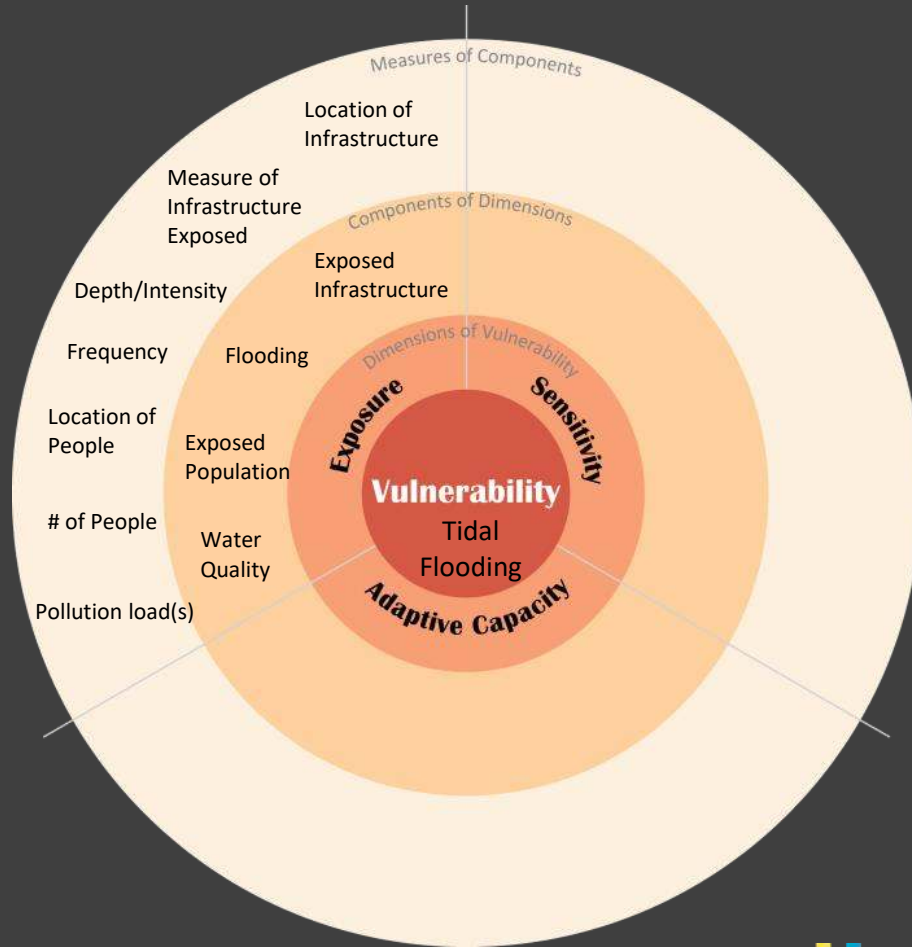 Measures of Components
Location of
Infrastructure
Measure of
Infrastructure
Exposed
Components of Dimensions
Exposed
Infrastructure
Depth/Intensity
Dimensions of Vulnerability
Frequency
Flooding
Exposure
Sensitivity
Location of
People
Exposed
Population
Vulnerability
Tidal
Flooding
# of People
Water
Quality
Adaptive Capacity
Pollution load(s)